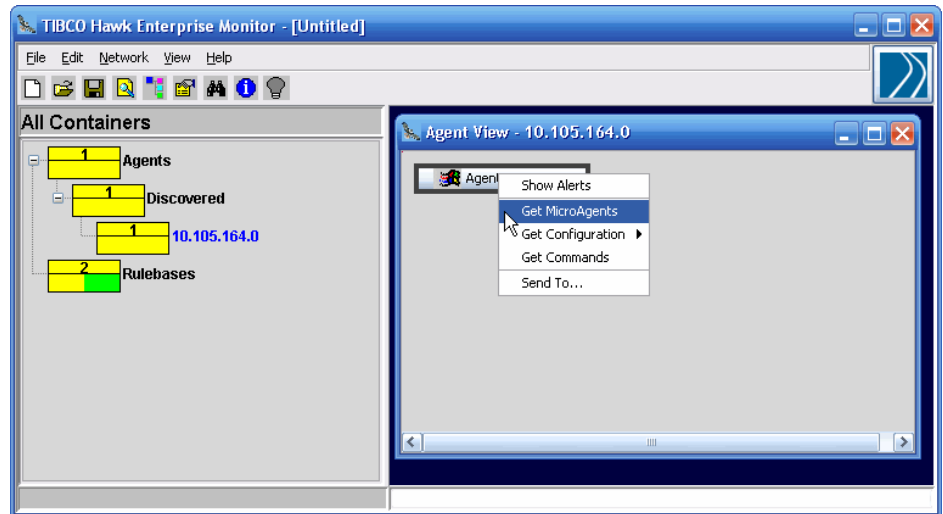 TIBCO Hawk Enterprise Monitor - [Untitled]
File Edit Network View Help
All Containers
1 Agents
1 Discovered
1 10.105.164.0
2 Rulebases
Agent View - 10.105.164.0
Agen
Show Alerts
Get MicroAgents
Get Configuration
Get Commands
Send To...